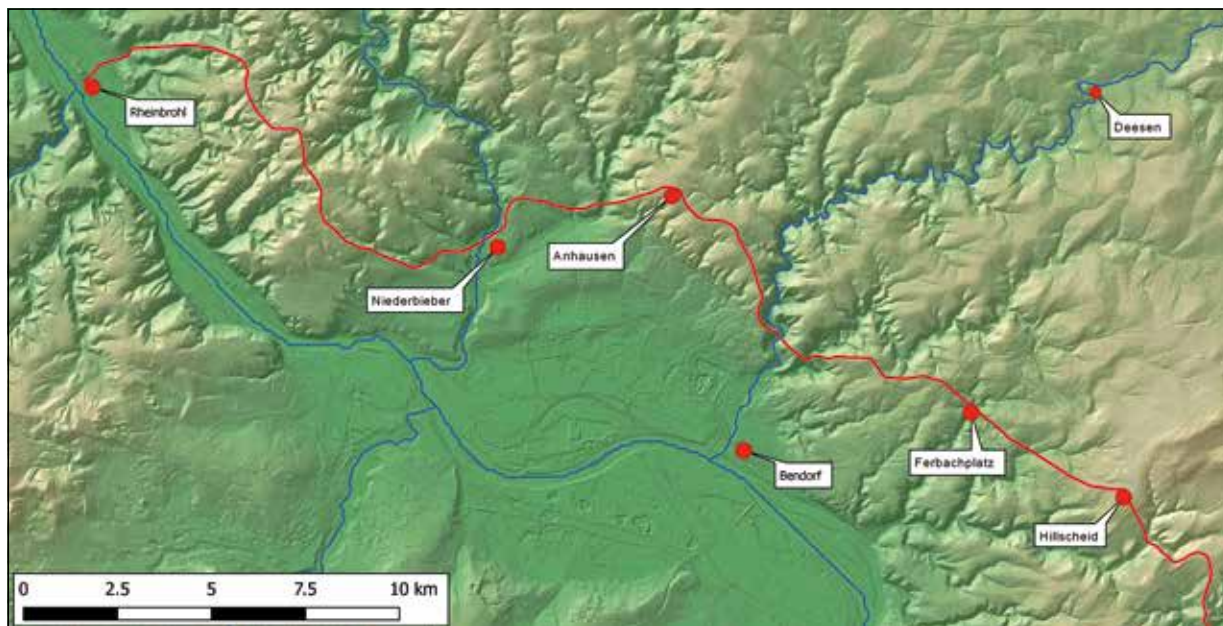 Rheinbrohl
Deesen
Anhausen
Niederbieber
Ferbachplatz
Bendorf
Hillscheid
0 2.5 5 7.5 10 km